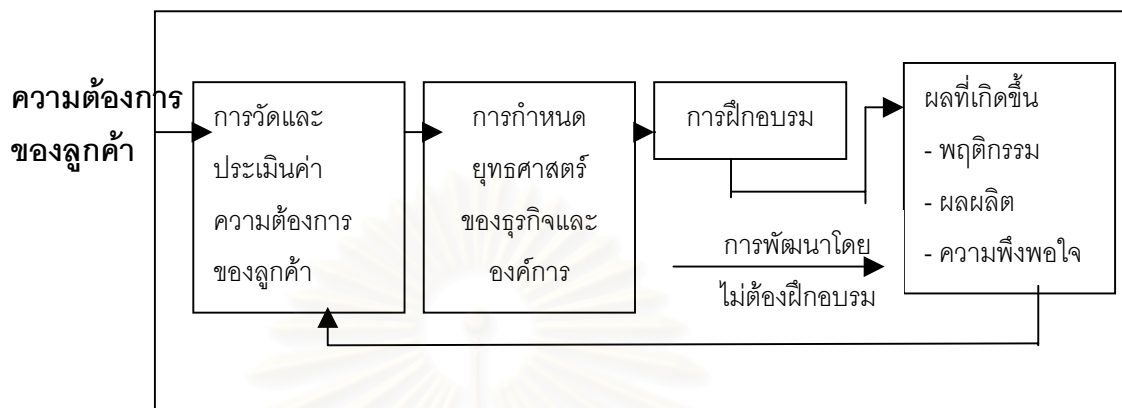 ความต้องการ
ของลูกค้า
การวัดและ
ประเมินค่า
ความต้องการ
ของลูกค้า
การกำหนด
ยุทธศาสตร์
ของธุรกิจและ
องค์การ
การฝึกอบรม
การพัฒนาโดย
ไม่ต้องฝึกอบรม
ผลที่เกิดขึ้น
- พฤติกรรม
- ผลผลิต
- ความพึงพอใจ